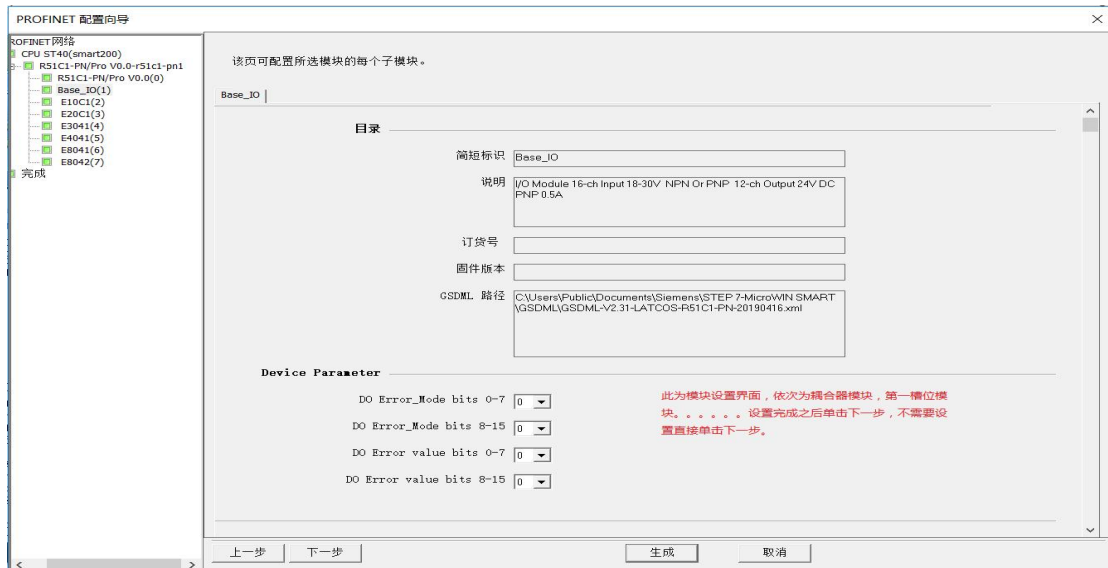 PROFINET 配置向导
ROFINET网络
CPU ST40(smart200)
R51C1-PN/Pro V0.0-r51c1-pn1
R51C1-PN/Pro V0.0(0)
Base_IO(1)
E10C1(2)
E20C1(3)
E3041(4)
E4041(5)
E8041(6)
E8042(7)
完成
该页可配置所选模块的每个子模块。
Base_IO
目录
简短标识 Base_IO
说明 I/O Module 16-ch Input 18-30V NPN Or PNP 12-ch Output 24V DC
PNP 0.5A
订货号
固件版本
GSDML 路径 C:\Users\Public\Documents\Siemens\STEP 7-MicroWIN SMART
\GSDML\GSDML-V2.31-LATCOS-R51C1-PN-20190416.xml
Device Parameter
DO Error_Mode bits 0-7 0
DO Error_Mode bits 8-15 0
DO Error value bits 0-7 0
DO Error value bits 8-15 0
此为模块设置界面，依次为耦合器模块，第一槽位模
块。。。。。。设置完成之后单击下一步，不需要设
置直接单击下一步。
上一步 下一步 生成 取消